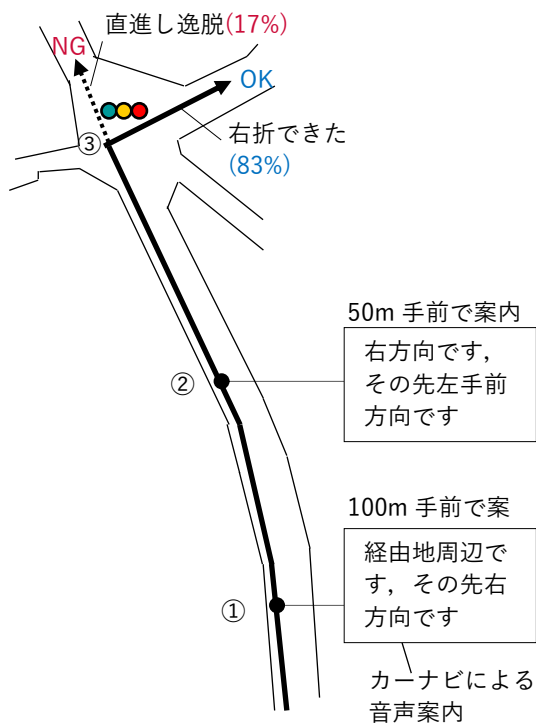 直進し逸脱(17%)
NG
OK
③
右折できた
(83%)
50m 手前で案内
右方向です，
その先左手前
方向です
②
100m 手前で案
経由地周辺で
す，その先右
方向です
①
カーナビによる
音声案内